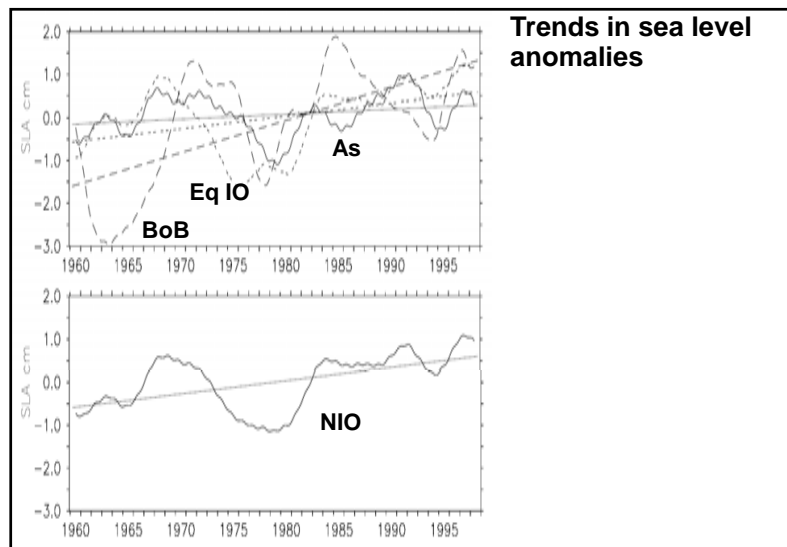 Trends in sea level
anomalies
2.0
1.0
0.0
-1.0
-2.0
-3.0
SLA cm
As
Eq IO
BoB
1960 1965 1970 1975 1980 1985 1990 1995
2.0
1.0
0.0
-1.0
-2.0
-3.0
SLA cm
NIO
1960 1965 1970 1975 1980 1985 1990 1995